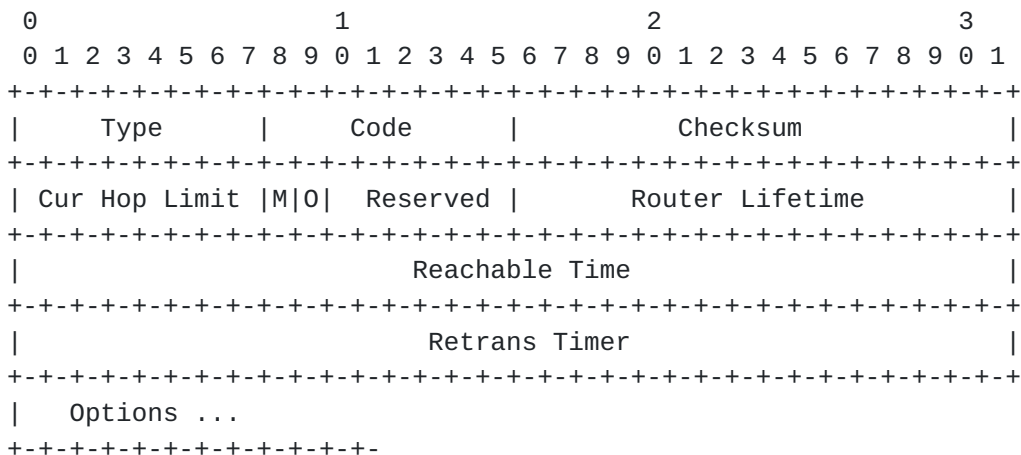 0                   1                   2                   3
 0 1 2 3 4 5 6 7 8 9 0 1 2 3 4 5 6 7 8 9 0 1 2 3 4 5 6 7 8 9 0 1
+-+-+-+-+-+-+-+-+-+-+-+-+-+-+-+-+-+-+-+-+-+-+-+-+-+-+-+-+-+-+-+-+
|     Type      |     Code      |          Checksum             |
+-+-+-+-+-+-+-+-+-+-+-+-+-+-+-+-+-+-+-+-+-+-+-+-+-+-+-+-+-+-+-+-+
| Cur Hop Limit |M|O|  Reserved |       Router Lifetime         |
+-+-+-+-+-+-+-+-+-+-+-+-+-+-+-+-+-+-+-+-+-+-+-+-+-+-+-+-+-+-+-+-+
|                         Reachable Time                        |
+-+-+-+-+-+-+-+-+-+-+-+-+-+-+-+-+-+-+-+-+-+-+-+-+-+-+-+-+-+-+-+-+
|                          Retrans Timer                        |
+-+-+-+-+-+-+-+-+-+-+-+-+-+-+-+-+-+-+-+-+-+-+-+-+-+-+-+-+-+-+-+-+
|   Options ...
+-+-+-+-+-+-+-+-+-+-+-+-